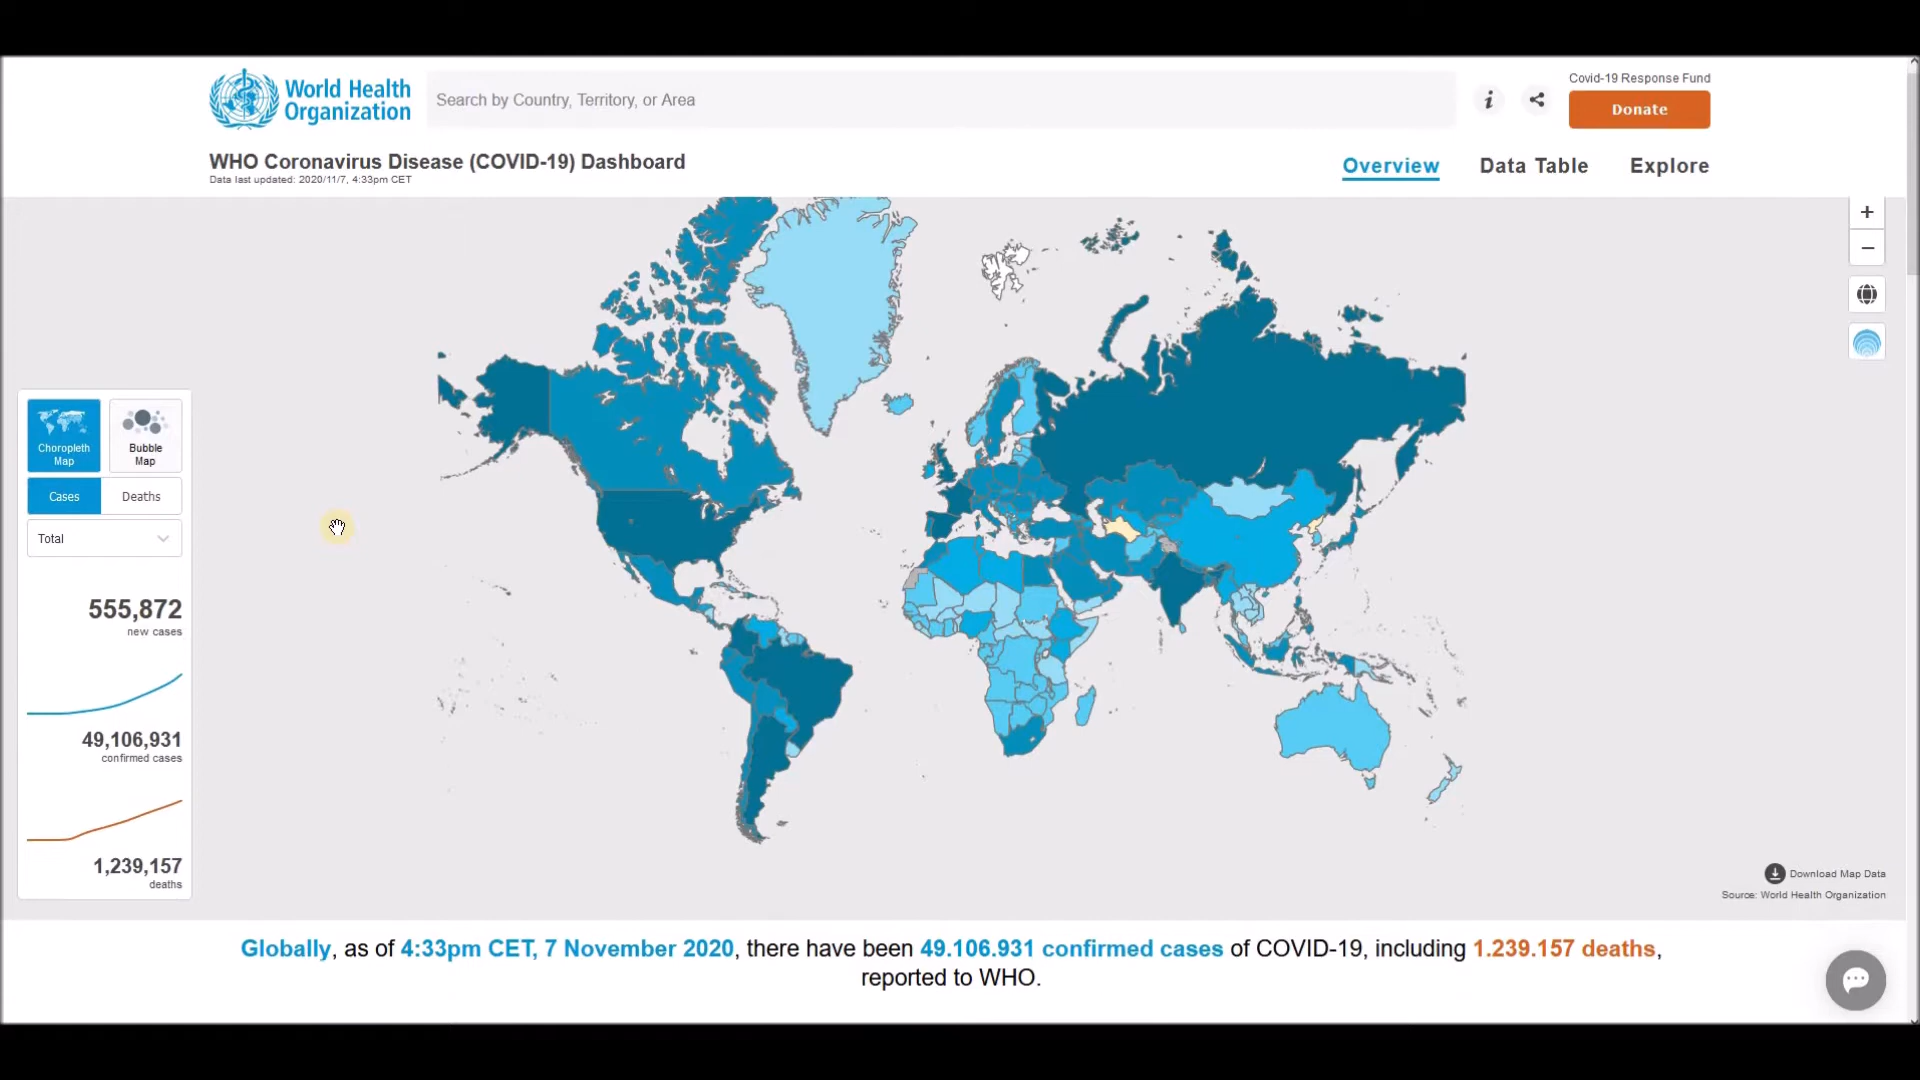 World Health
Organization
Search by Country, Territory, or Area
i
Covid-19 Response Fund
Donate
WHO Coronavirus Disease (COVID-19) Dashboard
Data last updated: 2020/11/7, 4:33pm CET
Overview
Data Table
Explore
+
−
Choropleth
Map
Bubble
Map
Cases
Deaths
Total
555,872
new cases
49,106,931
confirmed cases
1,239,157
deaths
Download Map Data
Source: World Health Organization
Globally, as of 4:33pm CET, 7 November 2020, there have been 49.106.931 confirmed cases of COVID-19, including 1.239.157 deaths,
reported to WHO.